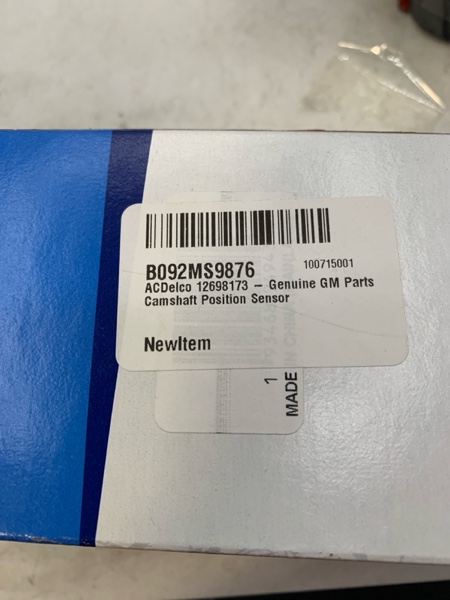 B092MS9876
100715001
ACDelco 12698173 – Genuine GM Parts
Camshaft Position Sensor
NewItem
1
MADE